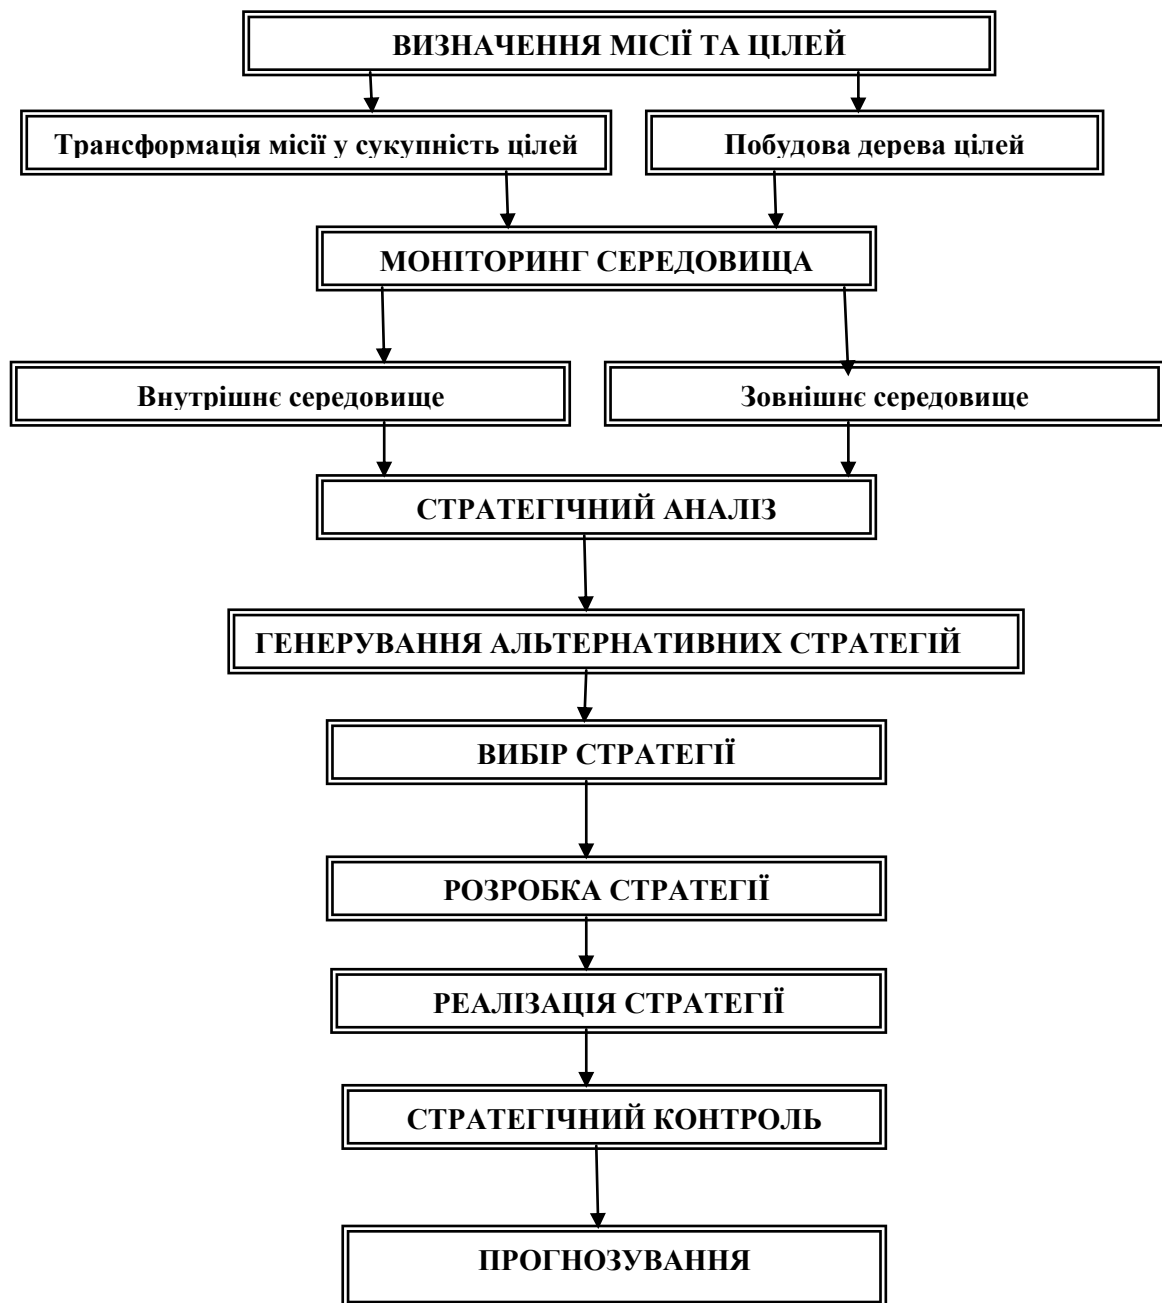 ВИЗНАЧЕННЯ МІСІЇ ТА ЦІЛЕЙ
Трансформація місії у сукупність цілей
Побудова дерева цілей
МОНІТОРИНГ СЕРЕДОВИЩА
Внутрішнє середовище
Зовнішнє середовище
СТРАТЕГІЧНИЙ АНАЛІЗ
ГЕНЕРУВАННЯ АЛЬТЕРНАТИВНИХ СТРАТЕГІЙ
ВИБІР СТРАТЕГІЇ
РОЗРОБКА СТРАТЕГІЇ
РЕАЛІЗАЦІЯ СТРАТЕГІЇ
СТРАТЕГІЧНИЙ КОНТРОЛЬ
ПРОГНОЗУВАННЯ